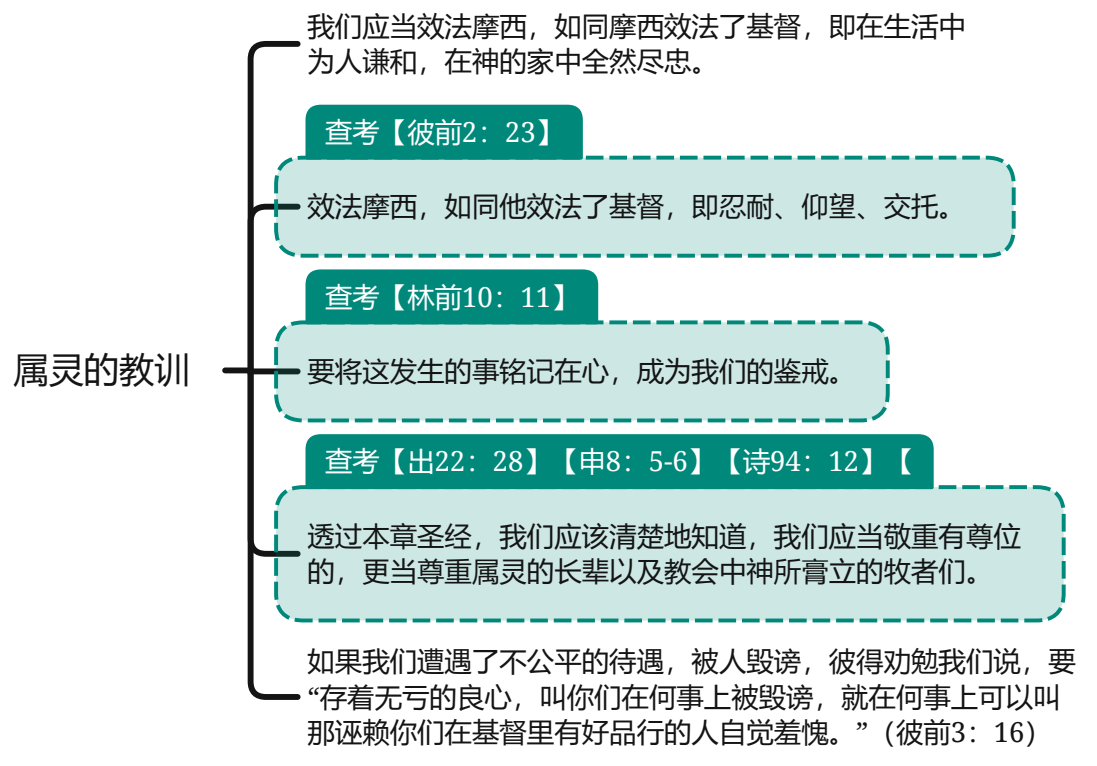 属灵的教训
我们应当效法摩西，如同摩西效法了基督，即在生活中
为人谦和，在神的家中全然尽忠。
查考【彼前2：23】
效法摩西，如同他效法了基督，即忍耐、仰望、交托。
查考【林前10：11】
要将这发生的事铭记在心，成为我们的鉴戒。
查考【出22：28】【申8：5-6】【诗94：12】【
透过本章圣经，我们应该清楚地知道，我们应当敬重有尊位
的，更当尊重属灵的长辈以及教会中神所膏立的牧者们。
如果我们遭遇了不公平的待遇，被人毁谤，彼得劝勉我们说，要
“存着无亏的良心，叫你们在何事上被毁谤，就在何事上可以叫
那诬赖你们在基督里有好品行的人自觉羞愧。”（彼前3：16）